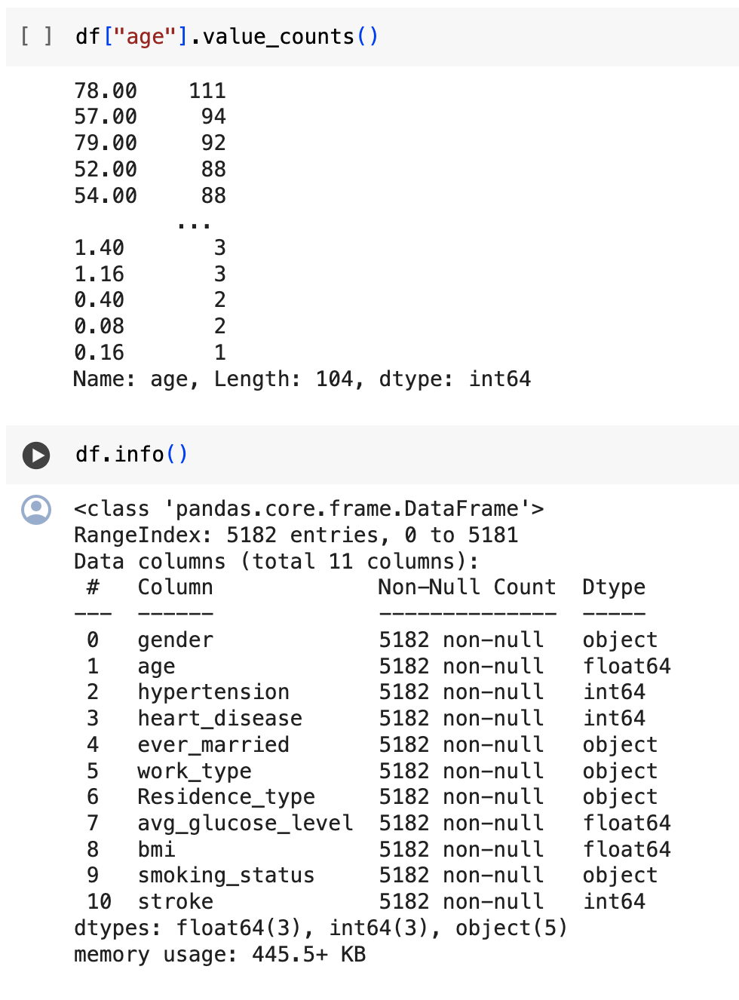 [ ] df["age"].value_counts()
78.00    111
57.00     94
79.00     92
52.00     88
54.00     88
        ...
1.40       3
1.16       3
0.40       2
0.08       2
0.16       1
Name: age, Length: 104, dtype: int64
df.info()
<class 'pandas.core.frame.DataFrame'>
RangeIndex: 5182 entries, 0 to 5181
Data columns (total 11 columns):
 #   Column             Non-Null Count  Dtype
---  ------             --------------  -----
 0   gender             5182 non-null   object
 1   age                5182 non-null   float64
 2   hypertension       5182 non-null   int64
 3   heart_disease      5182 non-null   int64
 4   ever_married       5182 non-null   object
 5   work_type          5182 non-null   object
 6   Residence_type     5182 non-null   object
 7   avg_glucose_level  5182 non-null   float64
 8   bmi                5182 non-null   float64
 9   smoking_status     5182 non-null   object
 10  stroke             5182 non-null   int64
dtypes: float64(3), int64(3), object(5)
memory usage: 445.5+ KB